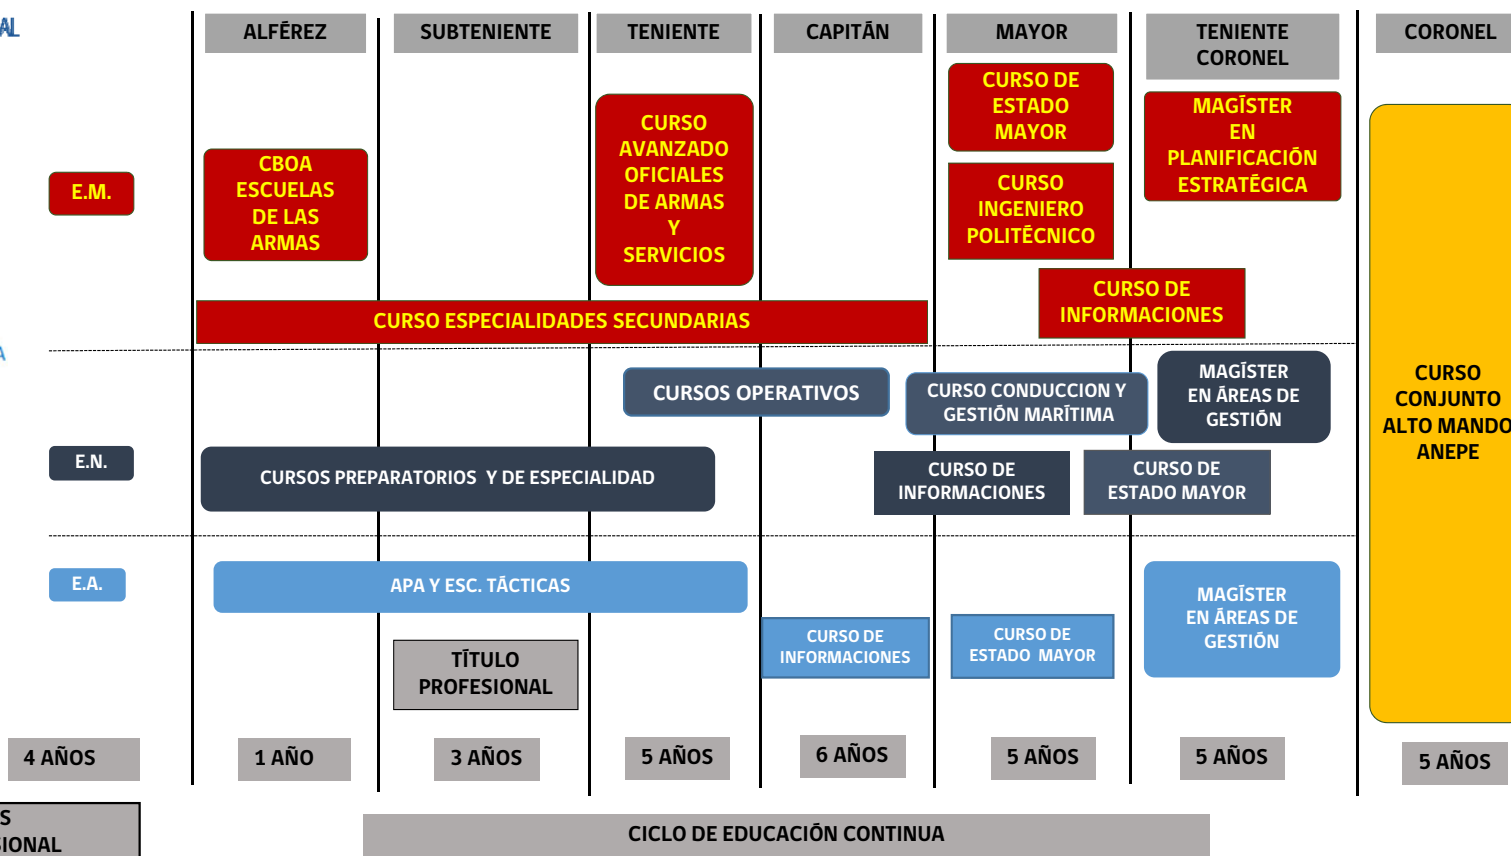 ALFÉREZ
SUBTENIENTE
TENIENTE
CAPITÁN
MAYOR
TENIENTE
CORONEL
CORONEL
E.M.
CBOA
ESCUELAS
DE LAS
ARMAS
CURSO
AVANZADO
OFICIALES
DE ARMAS
Y
SERVICIOS
CURSO DE
ESTADO
MAYOR
CURSO
INGENIERO
POLITÉCNICO
MAGÍSTER
EN
PLANIFICACIÓN
ESTRATÉGICA
CURSO DE
INFORMACIONES
CURSO ESPECIALIDADES SECUNDARIAS
CURSO
CONJUNTO
ALTO MANDO
ANEPE
E.N.
CURSOS OPERATIVOS
CURSO CONDUCCION Y
GESTIÓN MARÍTIMA
MAGÍSTER
EN ÁREAS DE
GESTIÓN
CURSOS PREPARATORIOS Y DE ESPECIALIDAD
CURSO DE
INFORMACIONES
CURSO DE
ESTADO MAYOR
E.A.
APA Y ESC. TÁCTICAS
MAGÍSTER
EN ÁREAS DE
GESTIÓN
CURSO DE
INFORMACIONES
CURSO DE
ESTADO MAYOR
TÍTULO
PROFESIONAL
4 AÑOS
1 AÑO
3 AÑOS
5 AÑOS
6 AÑOS
5 AÑOS
5 AÑOS
5 AÑOS
CICLO DE EDUCACIÓN CONTINUA